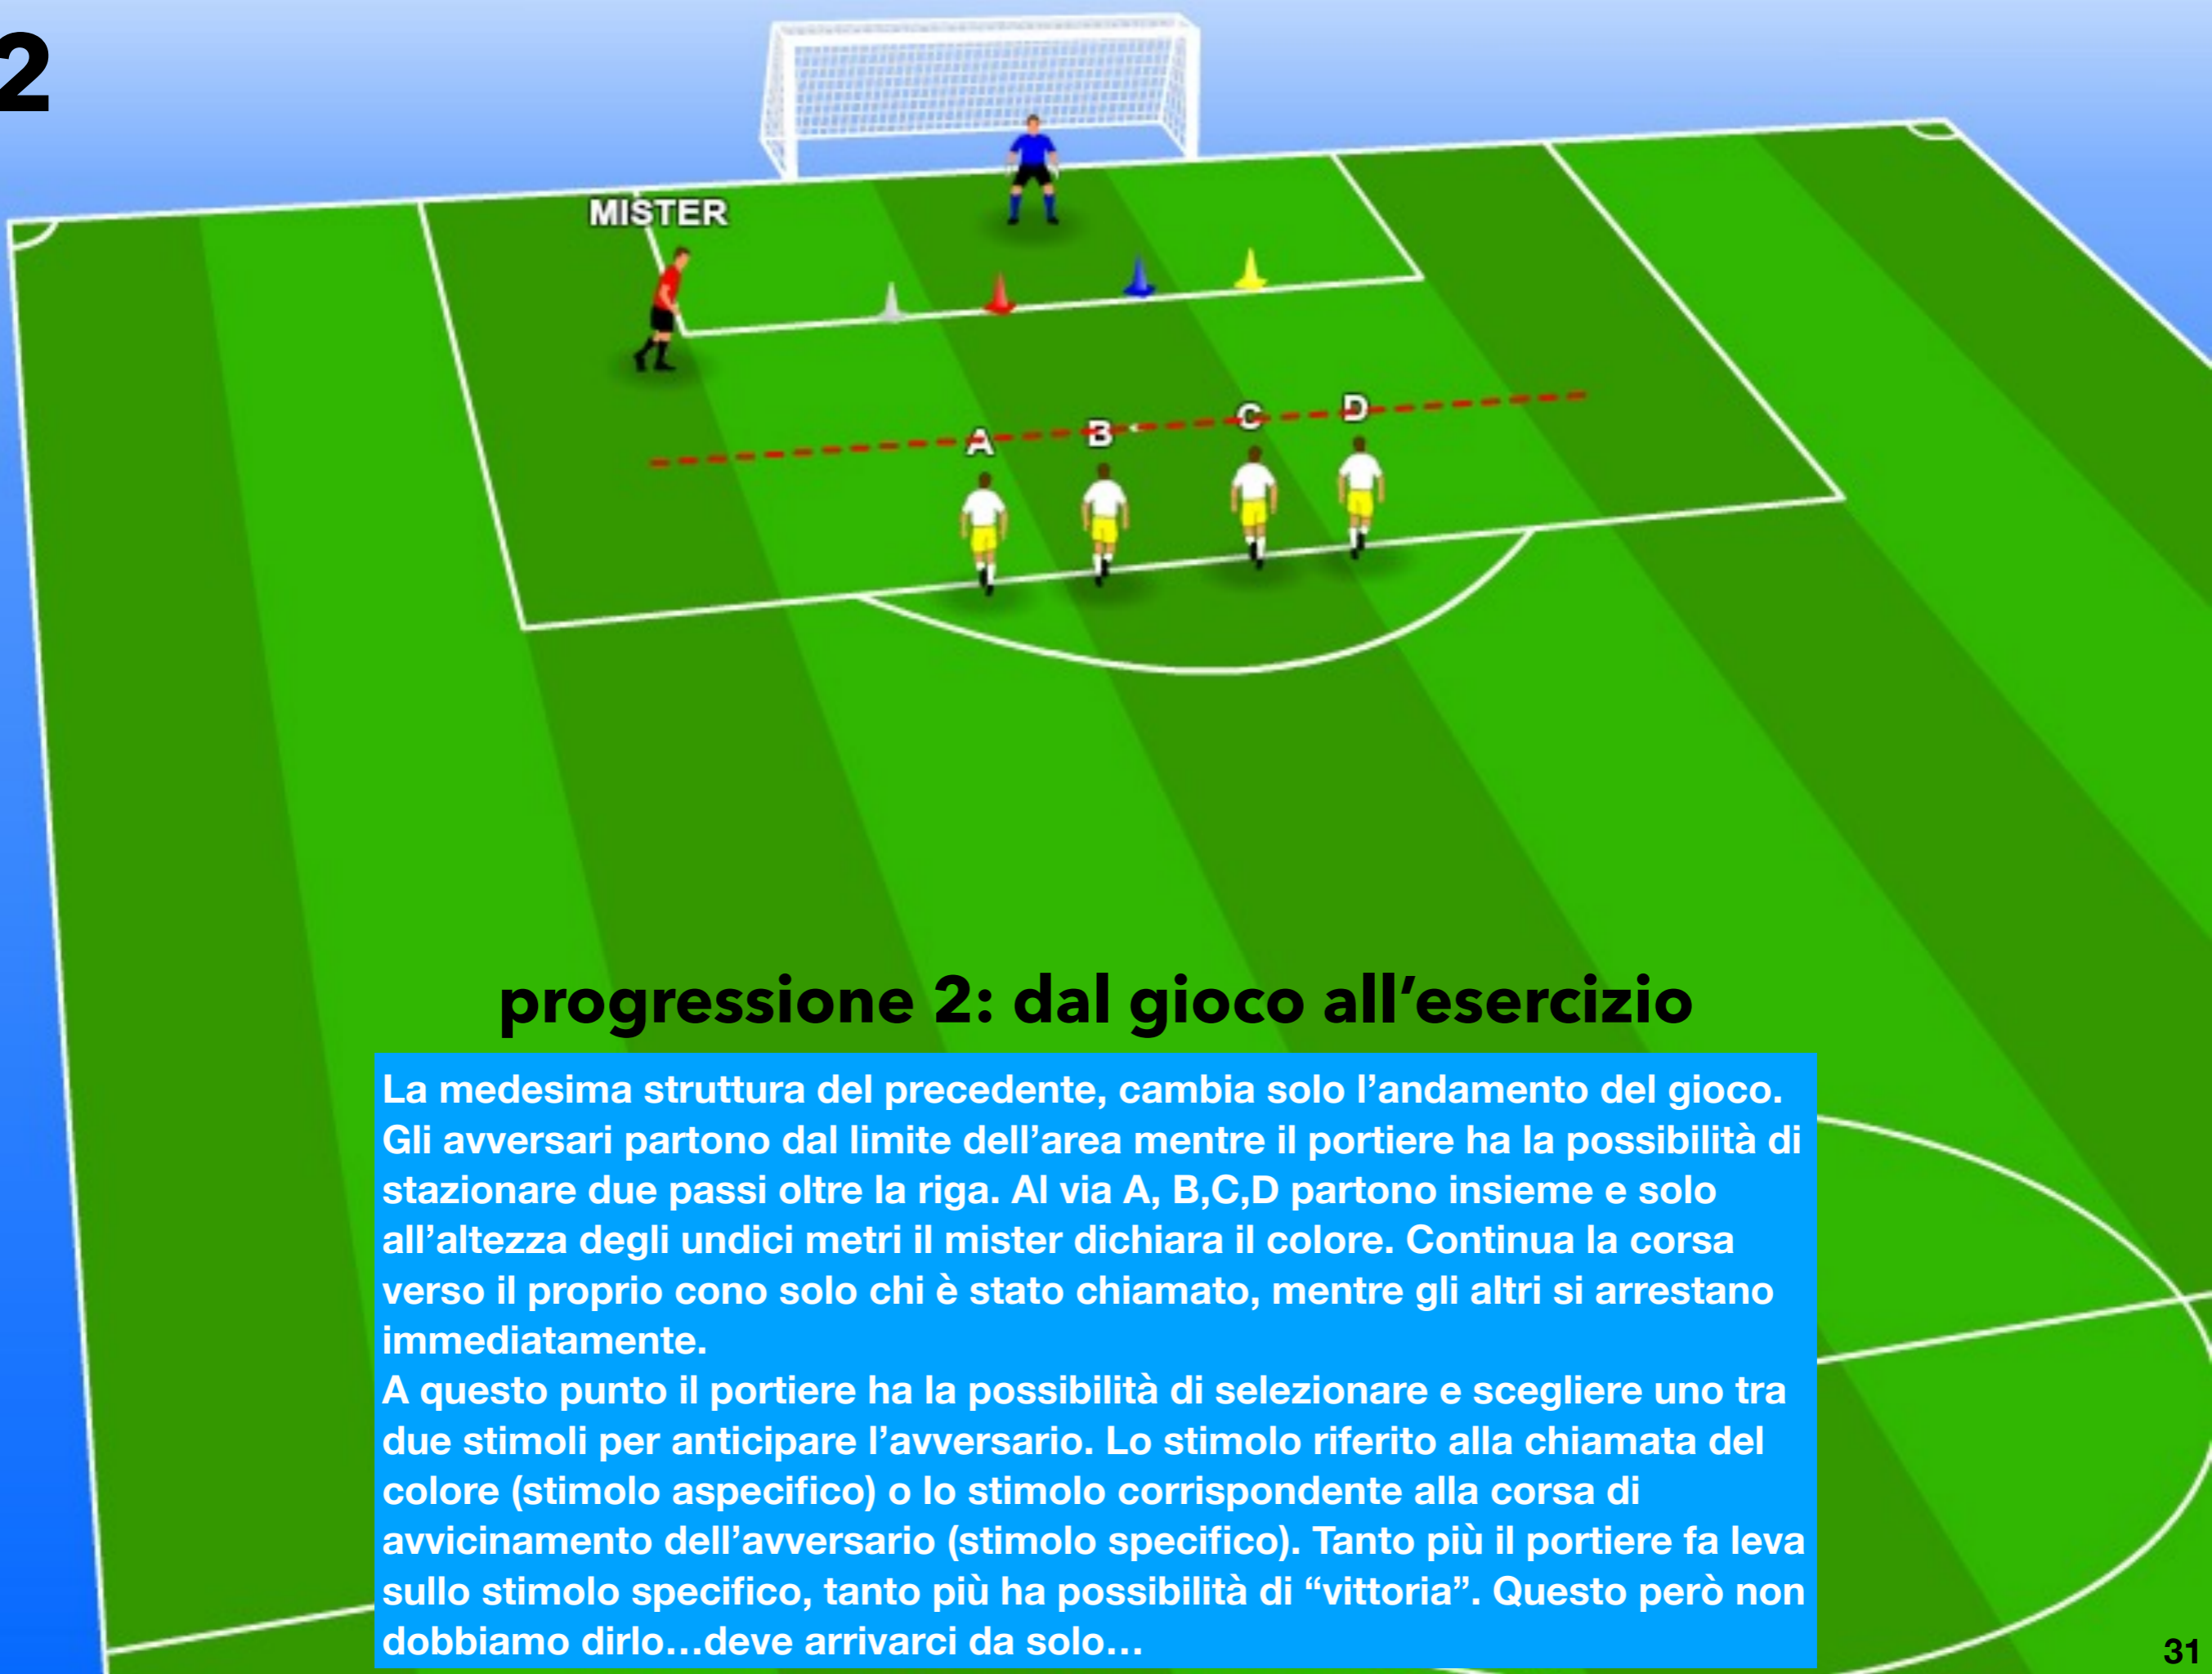 2
MISTER
A
B
C
D
progressione 2: dal gioco all’esercizio
La medesima struttura del precedente, cambia solo l’andamento del gioco.
Gli avversari partono dal limite dell’area mentre il portiere ha la possibilità di
stazionare due passi oltre la riga. Al via A, B,C,D partono insieme e solo
all’altezza degli undici metri il mister dichiara il colore. Continua la corsa
verso il proprio cono solo chi è stato chiamato, mentre gli altri si arrestano
immediatamente.
A questo punto il portiere ha la possibilità di selezionare e scegliere uno tra
due stimoli per anticipare l’avversario. Lo stimolo riferito alla chiamata del
colore (stimolo aspecifico) o lo stimolo corrispondente alla corsa di
avvicinamento dell’avversario (stimolo specifico). Tanto più il portiere fa leva
sullo stimolo specifico, tanto più ha possibilità di “vittoria”. Questo però non
dobbiamo dirlo…deve arrivarci da solo…
31